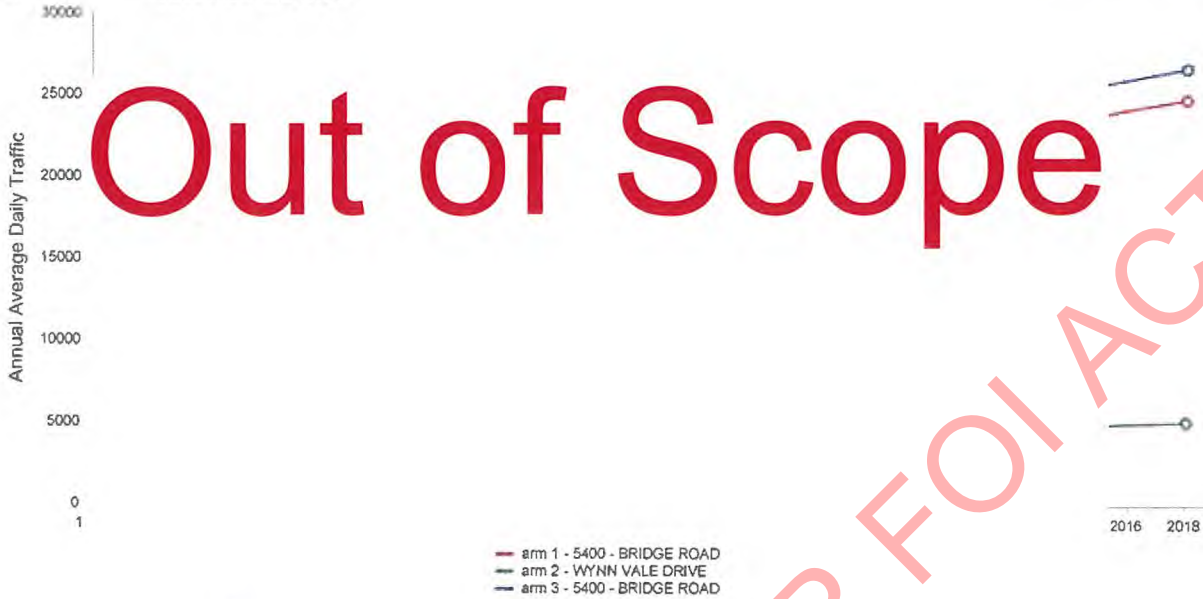 30000
25000
20000
15000
10000
5000
0
1
Annual Average Daily Traffic
Out of Scope
2016 2018
arm 1 - 5400 - BRIDGE ROAD
arm 2 - WYNN VALE DRIVE
arm 3 - 5400 - BRIDGE ROAD
FOI ACT